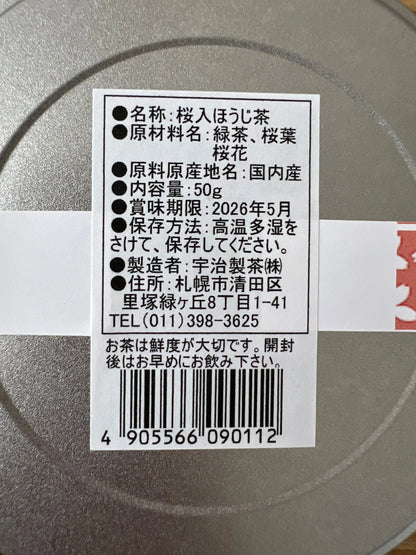 ●名称:桜入ほうじ茶
●原材料名:緑茶、桜葉
桜花
●原料原産地名:国内産
●内容量:50g
●賞味期限:2026年5月
●保存方法:高温多湿を
さけて、保存してください。
●製造者:宇治製茶㈱
●住所:札幌市清田区
里塚緑ヶ丘8丁目1-41
TEL(011)398-3625
お茶は鮮度が大切です。開封
後はお早めにお飲み下さい。
4 905566 090112